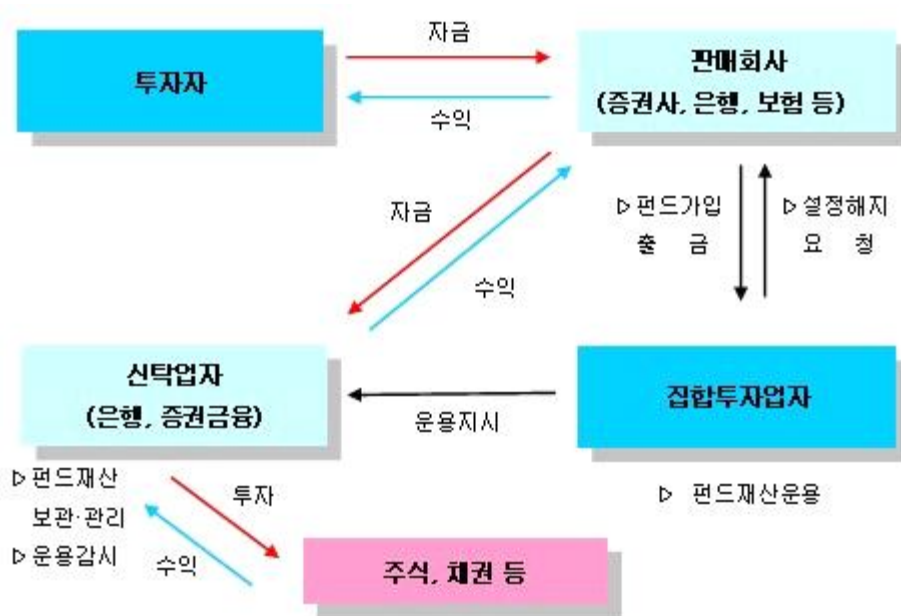 자금
투자자
판매회사
(증권사, 은행, 보험 등)
수익
자금
▷펀드가입
출 금
▷설정해지
요 청
수익
신탁업자
(은행, 증권금융)
집합투자업자
운용지시
▷펀드재산
보관·관리
▷운용감시
투자
수익
▷ 펀드재산운용
주식, 채권 등